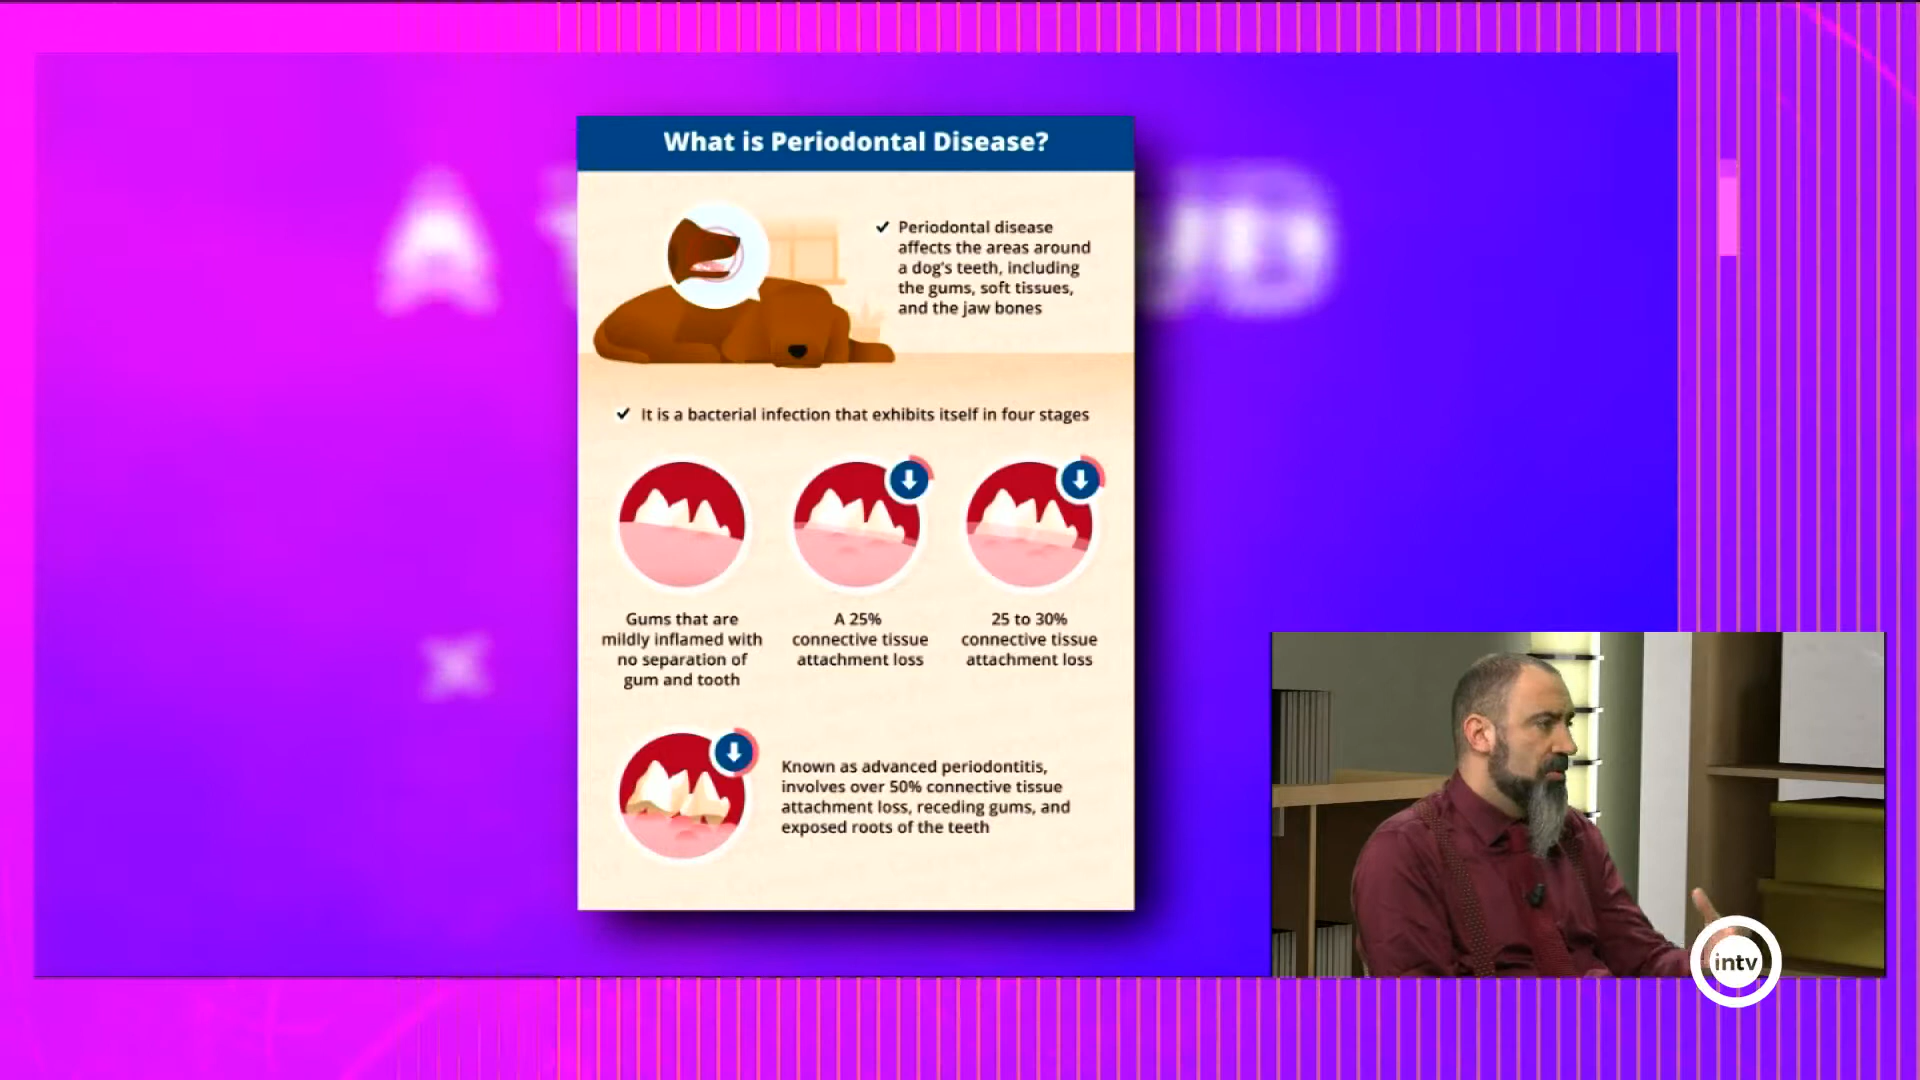 What is Periodontal Disease?
✔ Periodontal disease
affects the areas around
a dog's teeth, including
the gums, soft tissues,
and the jaw bones
✔ It is a bacterial infection that exhibits itself in four stages
Gums that are
mildly inflamed with
no separation of
gum and tooth
A 25%
connective tissue
attachment loss
25 to 30%
connective tissue
attachment loss
Known as advanced periodontitis,
involves over 50% connective tissue
attachment loss, receding gums, and
exposed roots of the teeth
intv